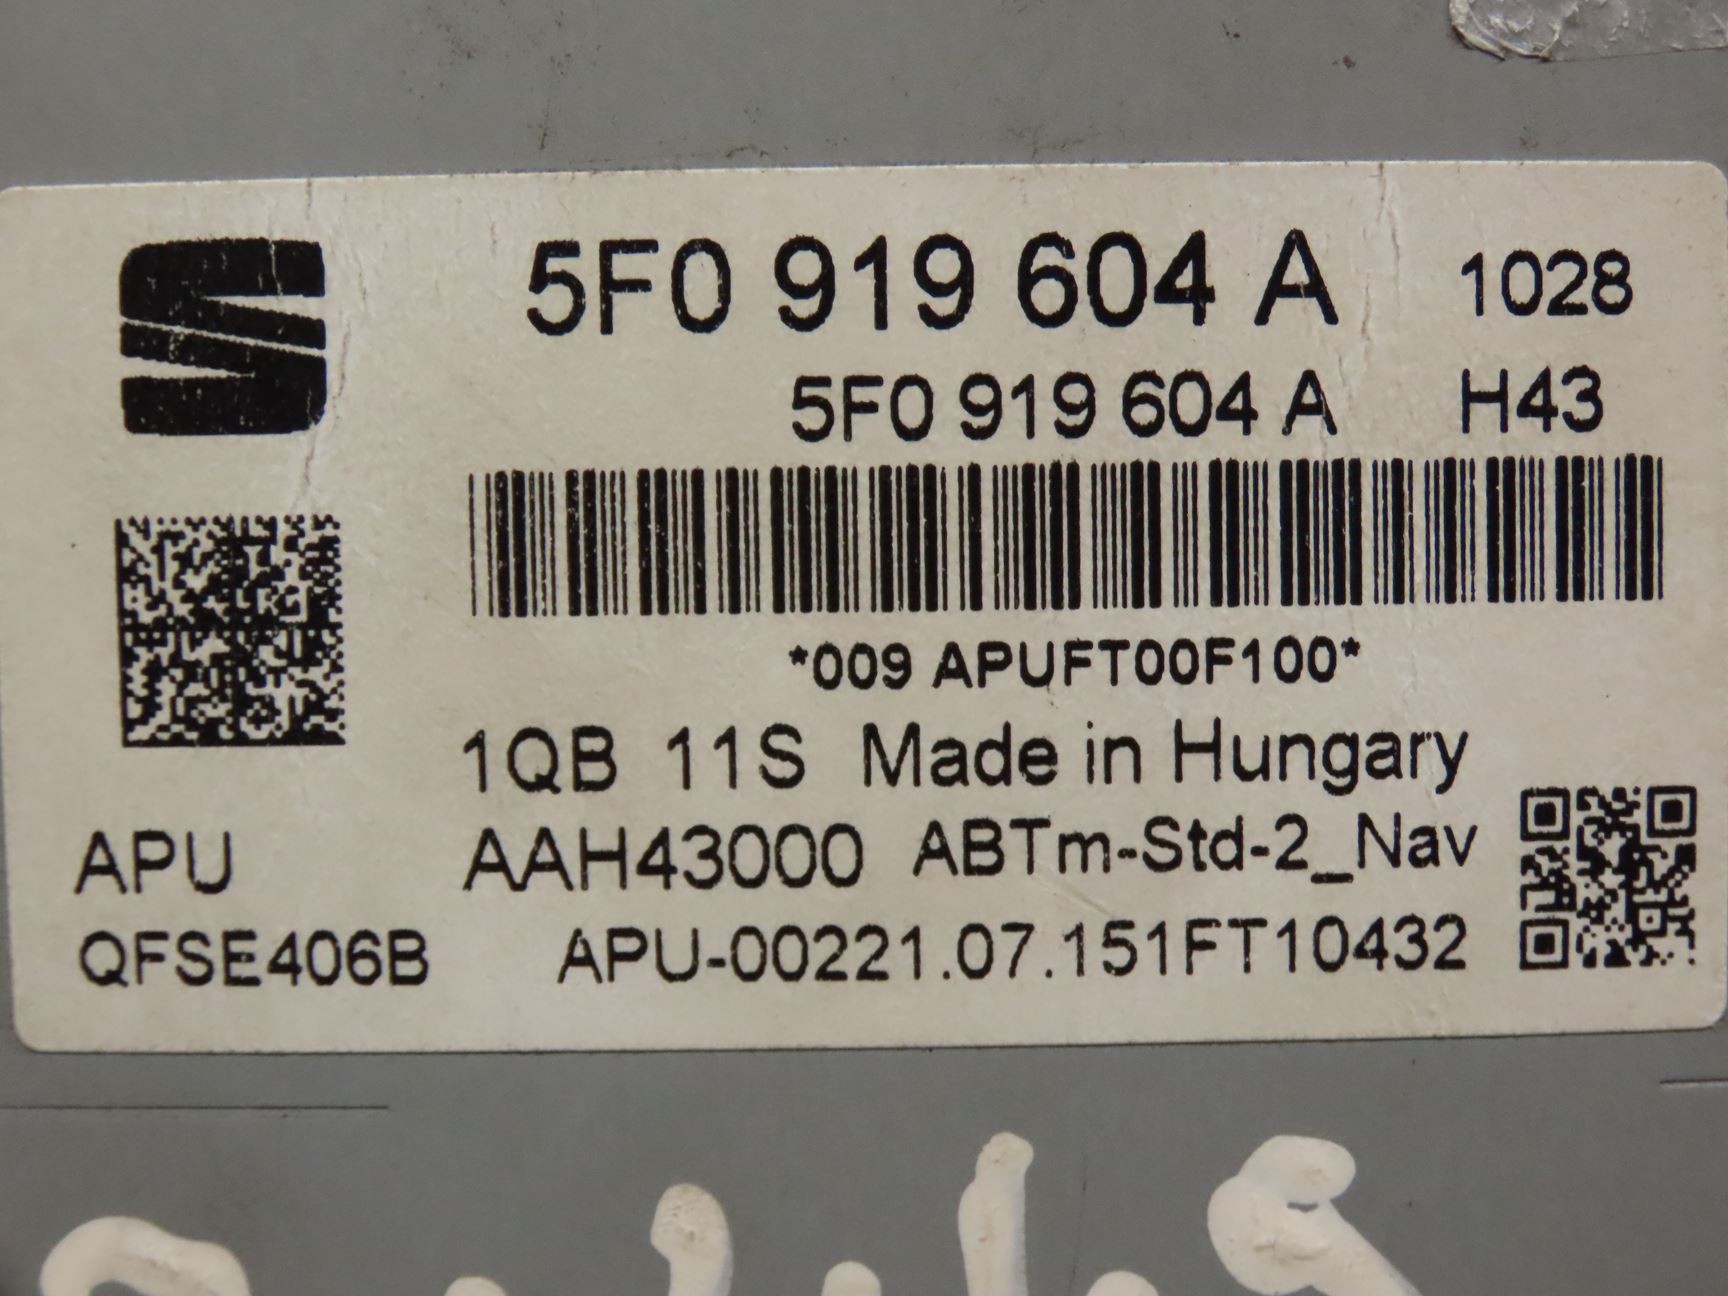 5F0 919 604 A 1028
5F0 919 604 A H43
*009 APUFT00F100*
1QB 11S Made in Hungary
APU AAH43000 ABTm-Std-2_Nav
QFSE406B APU-00221.07.151FT10432